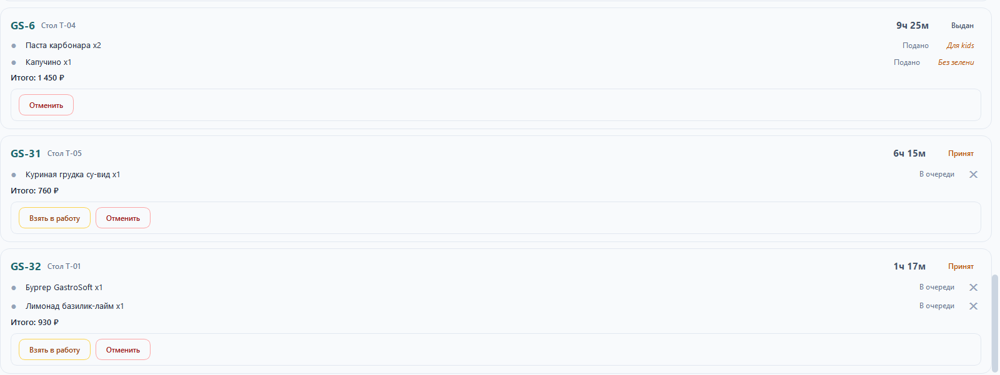 GS-6 Стол T-04 9ч 25м Выдан
Паста карбонара x2 Подано Для kids
Капучино x1 Подано Без зелени
Итого: 1 450 ₽
Отменить
GS-31 Стол T-05 6ч 15м Принят
Куриная грудка су-вид x1 В очереди
Итого: 760 ₽
Взять в работу Отменить
GS-32 Стол T-01 1ч 17м Принят
Бургер GastroSoft x1 В очереди
Лимонад базилик-лайм x1 В очереди
Итого: 930 ₽
Взять в работу Отменить